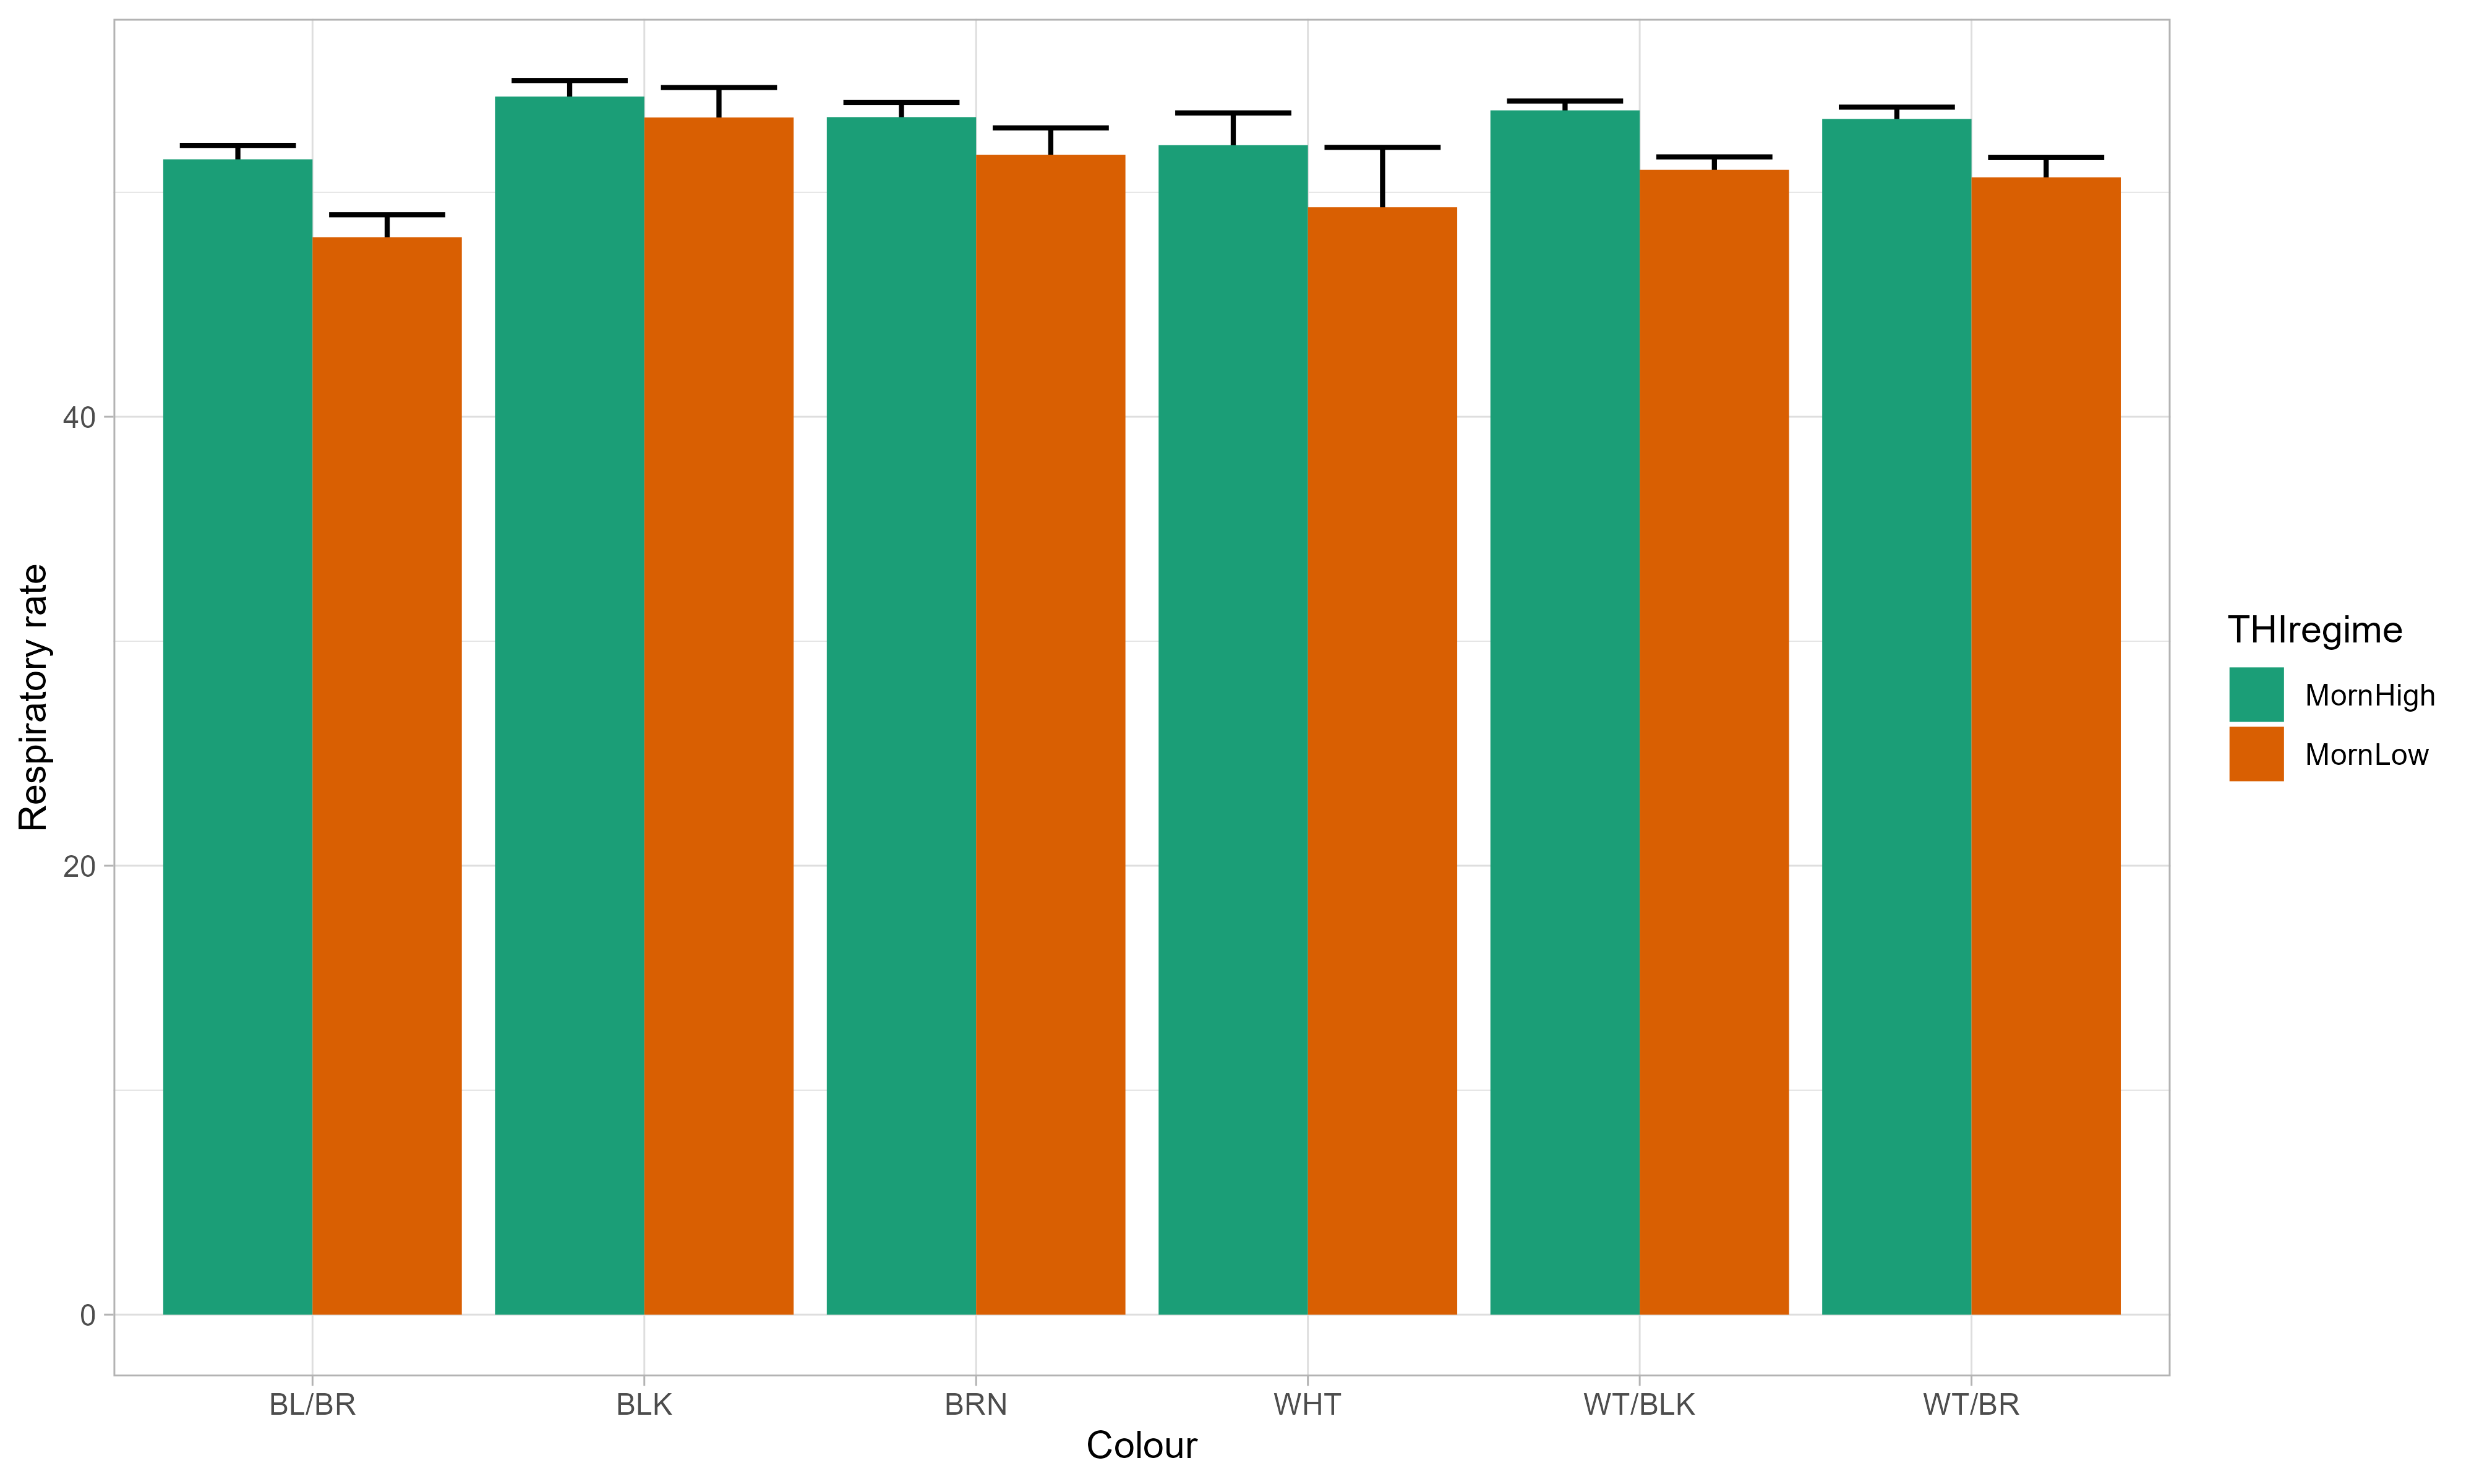 Respiratory rate
40
20
0
BL/BR BLK BRN WHT WT/BLK WT/BR
Colour
THIregime
MornHigh
MornLow